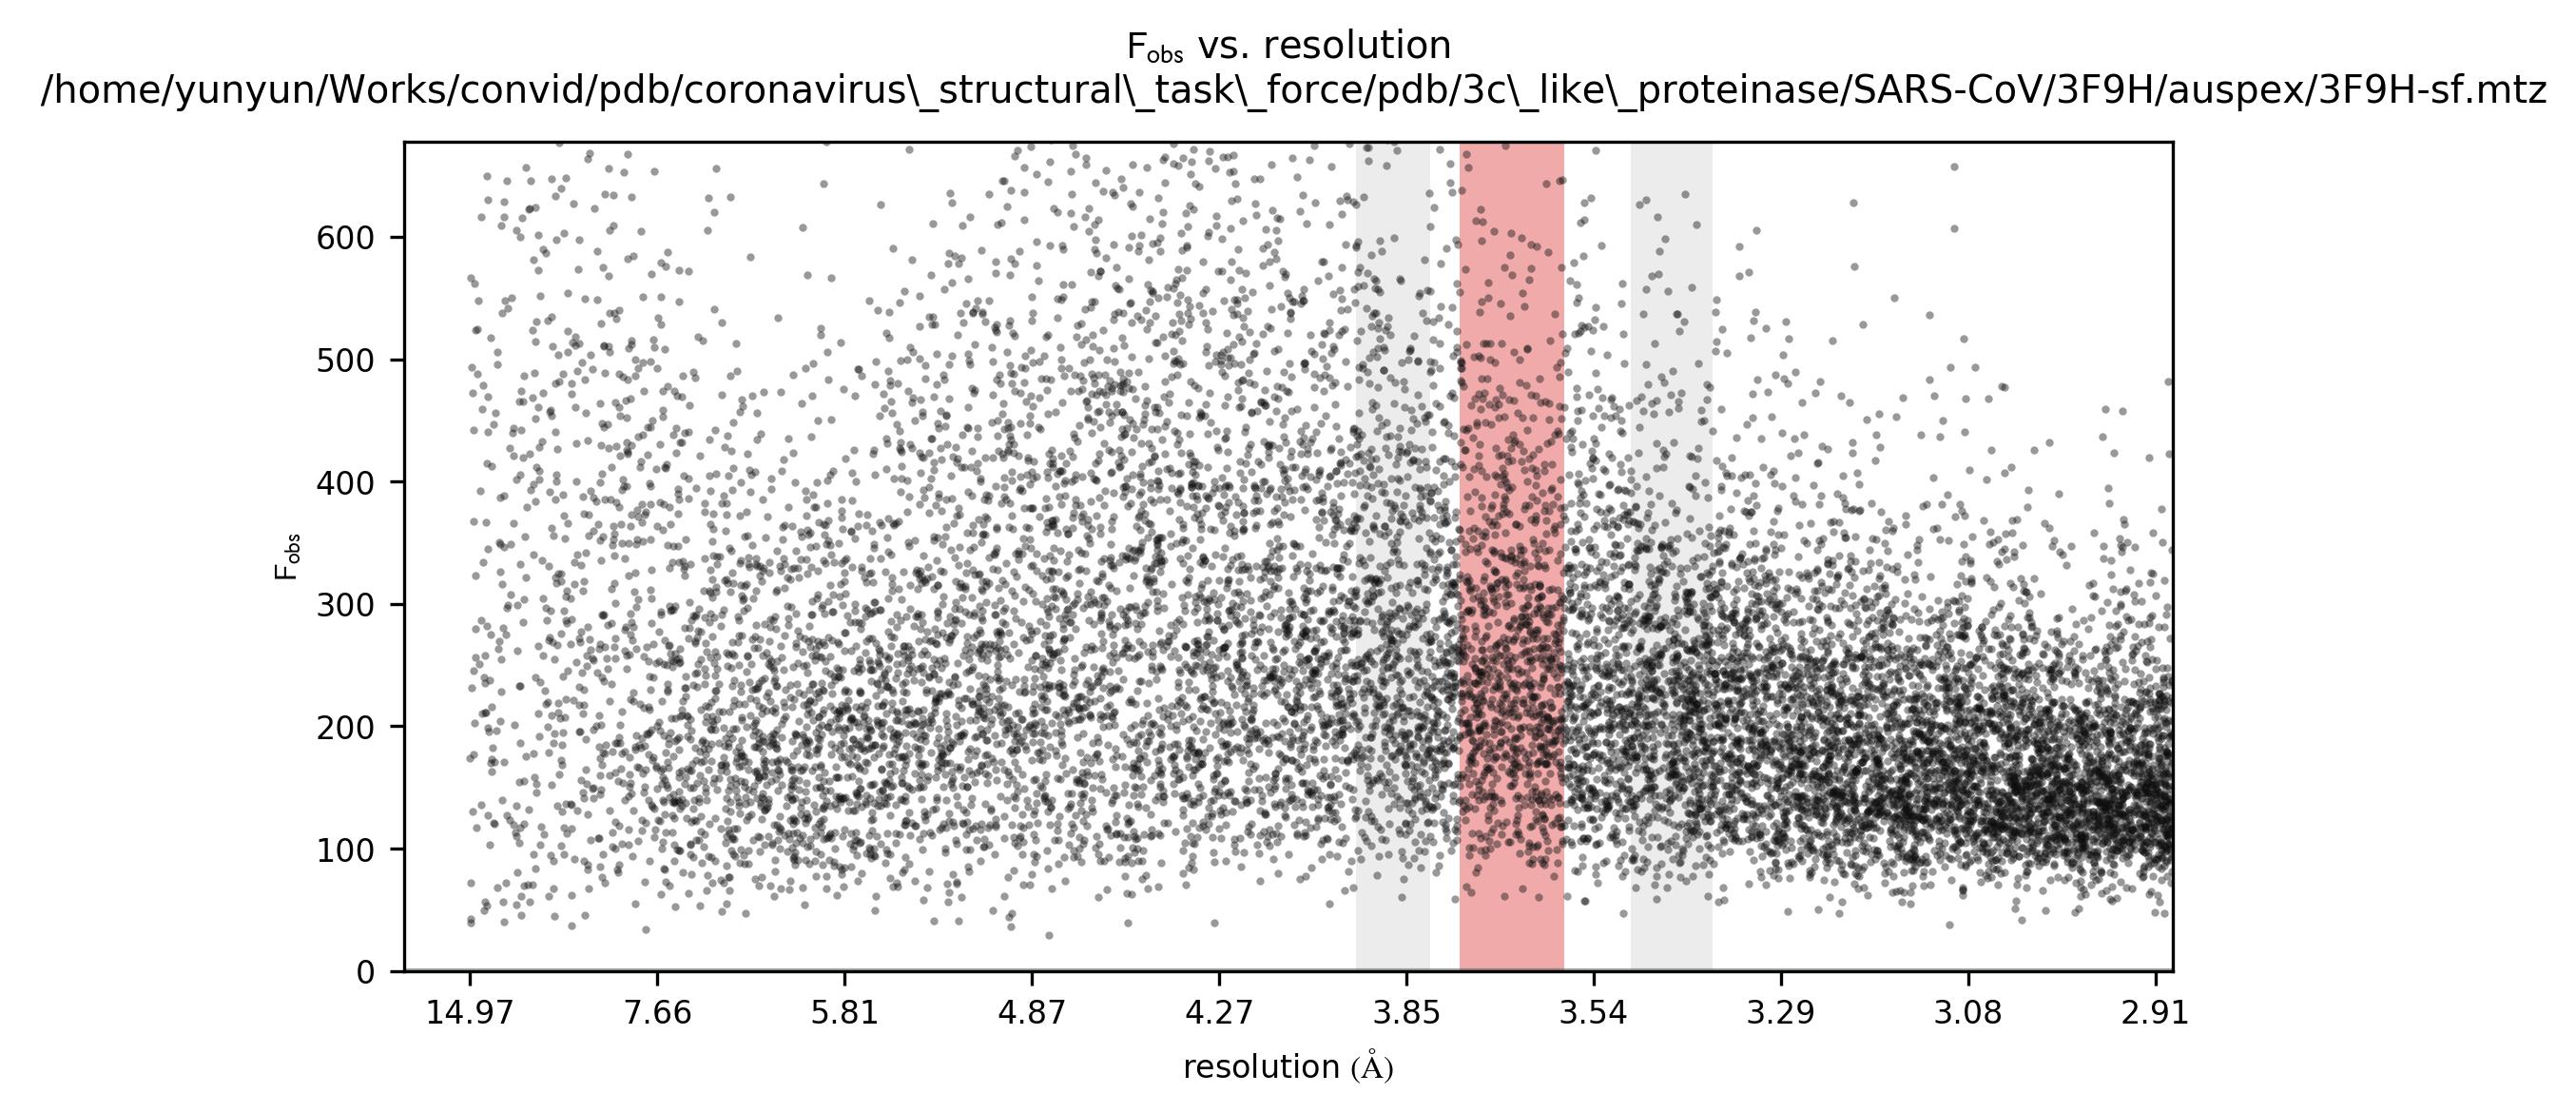 Fobs vs. resolution
/home/yunyun/Works/convid/pdb/coronavirus\_structural\_task\_force/pdb/3c\_like\_proteinase/SARS-CoV/3F9H/auspex/3F9H-sf.mtz
Fobs
600
500
400
300
200
100
0
14.97 7.66 5.81 4.87 4.27 3.85 3.54 3.29 3.08 2.91
resolution (Å)